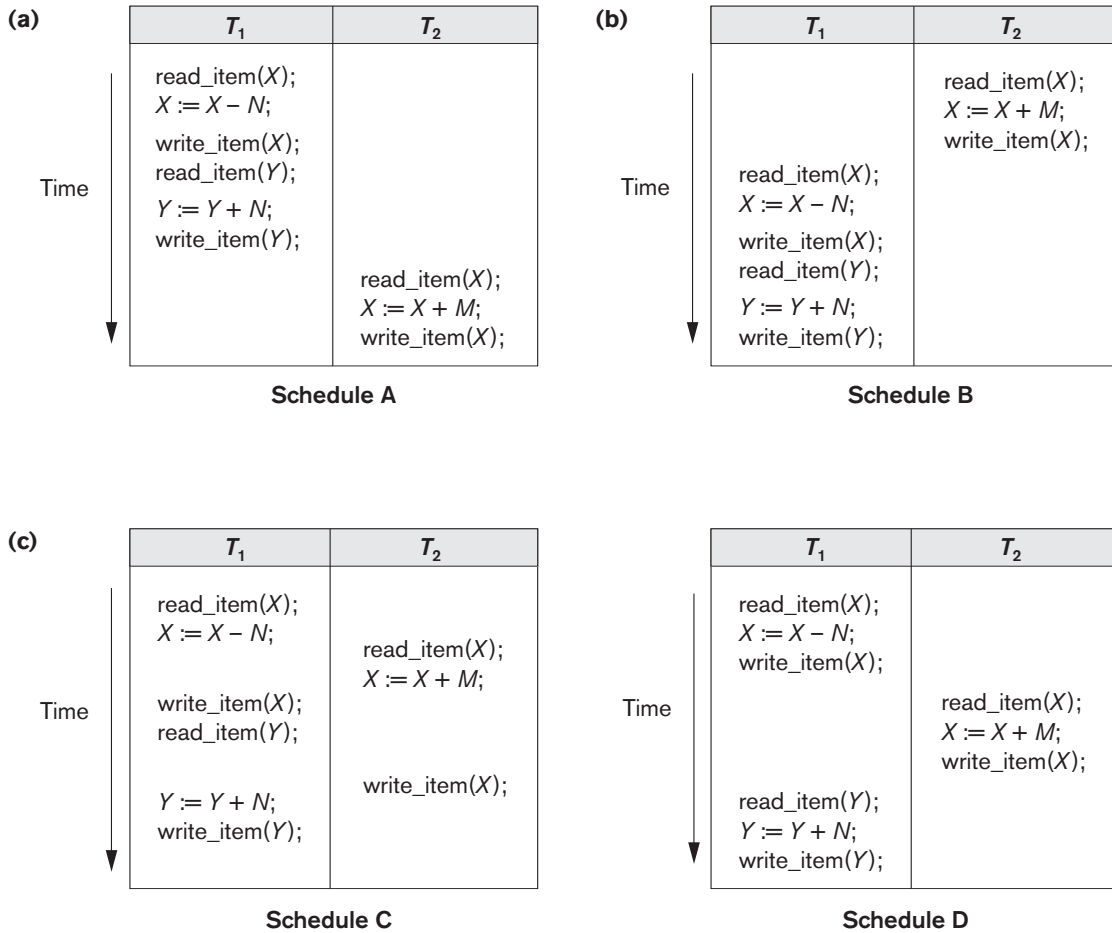 (a)
T1 T2
read_item(X);
X := X – N;
write_item(X);
read_item(Y);
Time
Y := Y + N;
write_item(Y);
read_item(X);
X := X + M;
write_item(X);
Schedule A
(b)
T1 T2
read_item(X);
X := X + M;
write_item(X);
read_item(X);
Time
X := X – N;
write_item(X);
read_item(Y);
Y := Y + N;
write_item(Y);
Schedule B
(c)
T1 T2
read_item(X);
X := X – N;
read_item(X);
X := X + M;
write_item(X);
Time
read_item(Y);
write_item(X);
Y := Y + N;
write_item(Y);
Schedule C
T1 T2
read_item(X);
X := X – N;
write_item(X);
Time
read_item(X);
X := X + M;
write_item(X);
read_item(Y);
Y := Y + N;
write_item(Y);
Schedule D